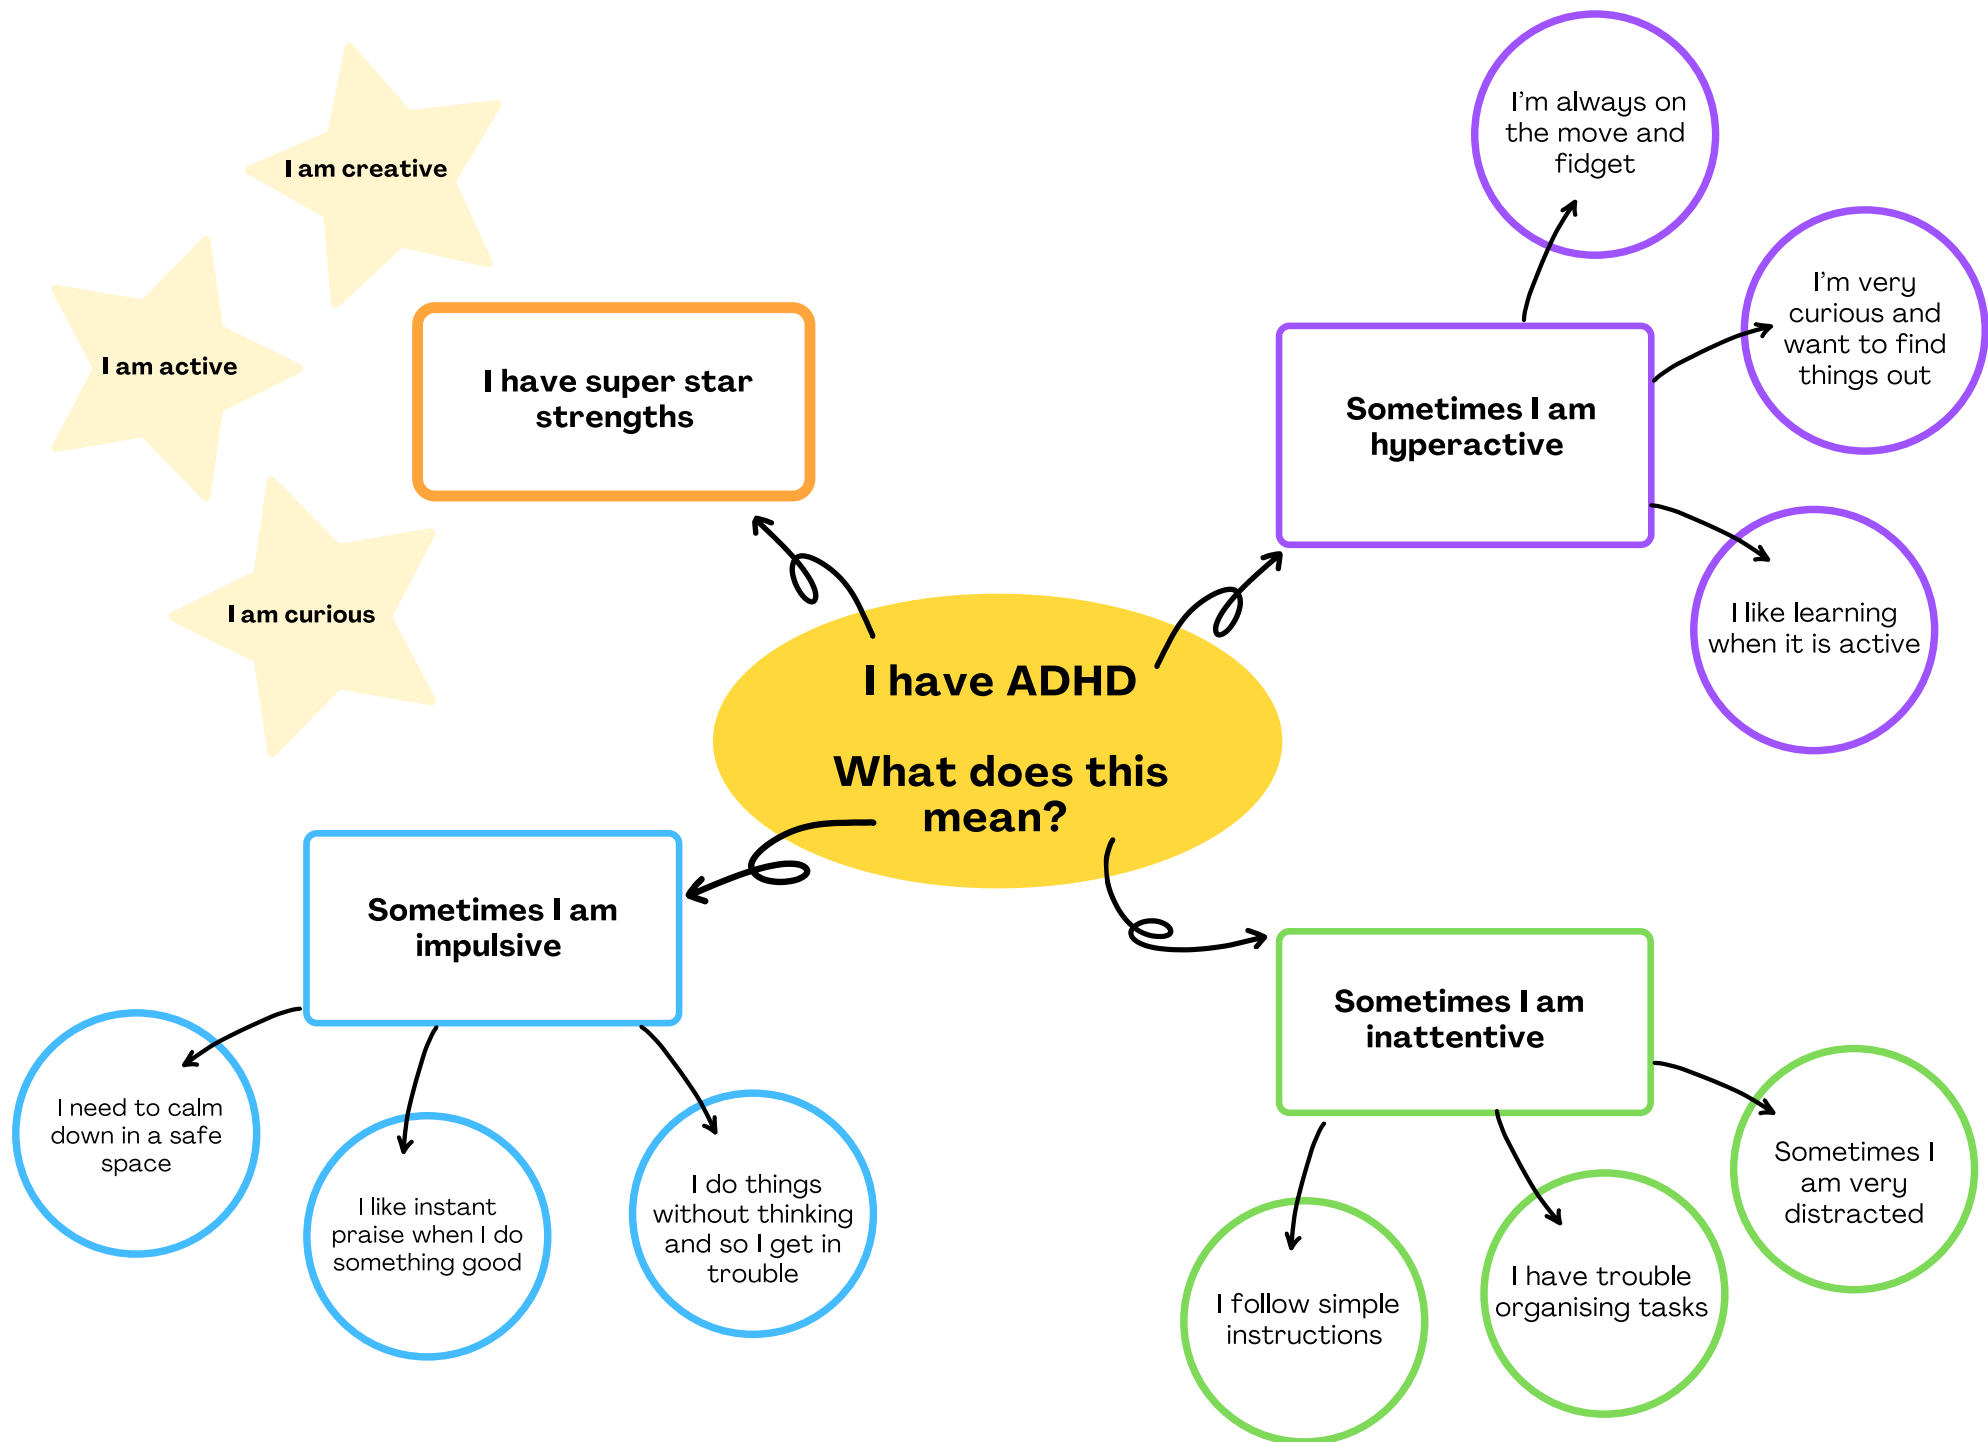 I have ADHD
What does this
mean?
I have super star
strengths
I am creative
I am active
I am curious
Sometimes I am
hyperactive
I'm always on
the move and
fidget
I'm very
curious and
want to find
things out
I like learning
when it is active
Sometimes I am
impulsive
I need to calm
down in a safe
space
I like instant
praise when I do
something good
I do things
without thinking
and so I get in
trouble
Sometimes I am
inattentive
I follow simple
instructions
I have trouble
organising tasks
Sometimes I
am very
distracted